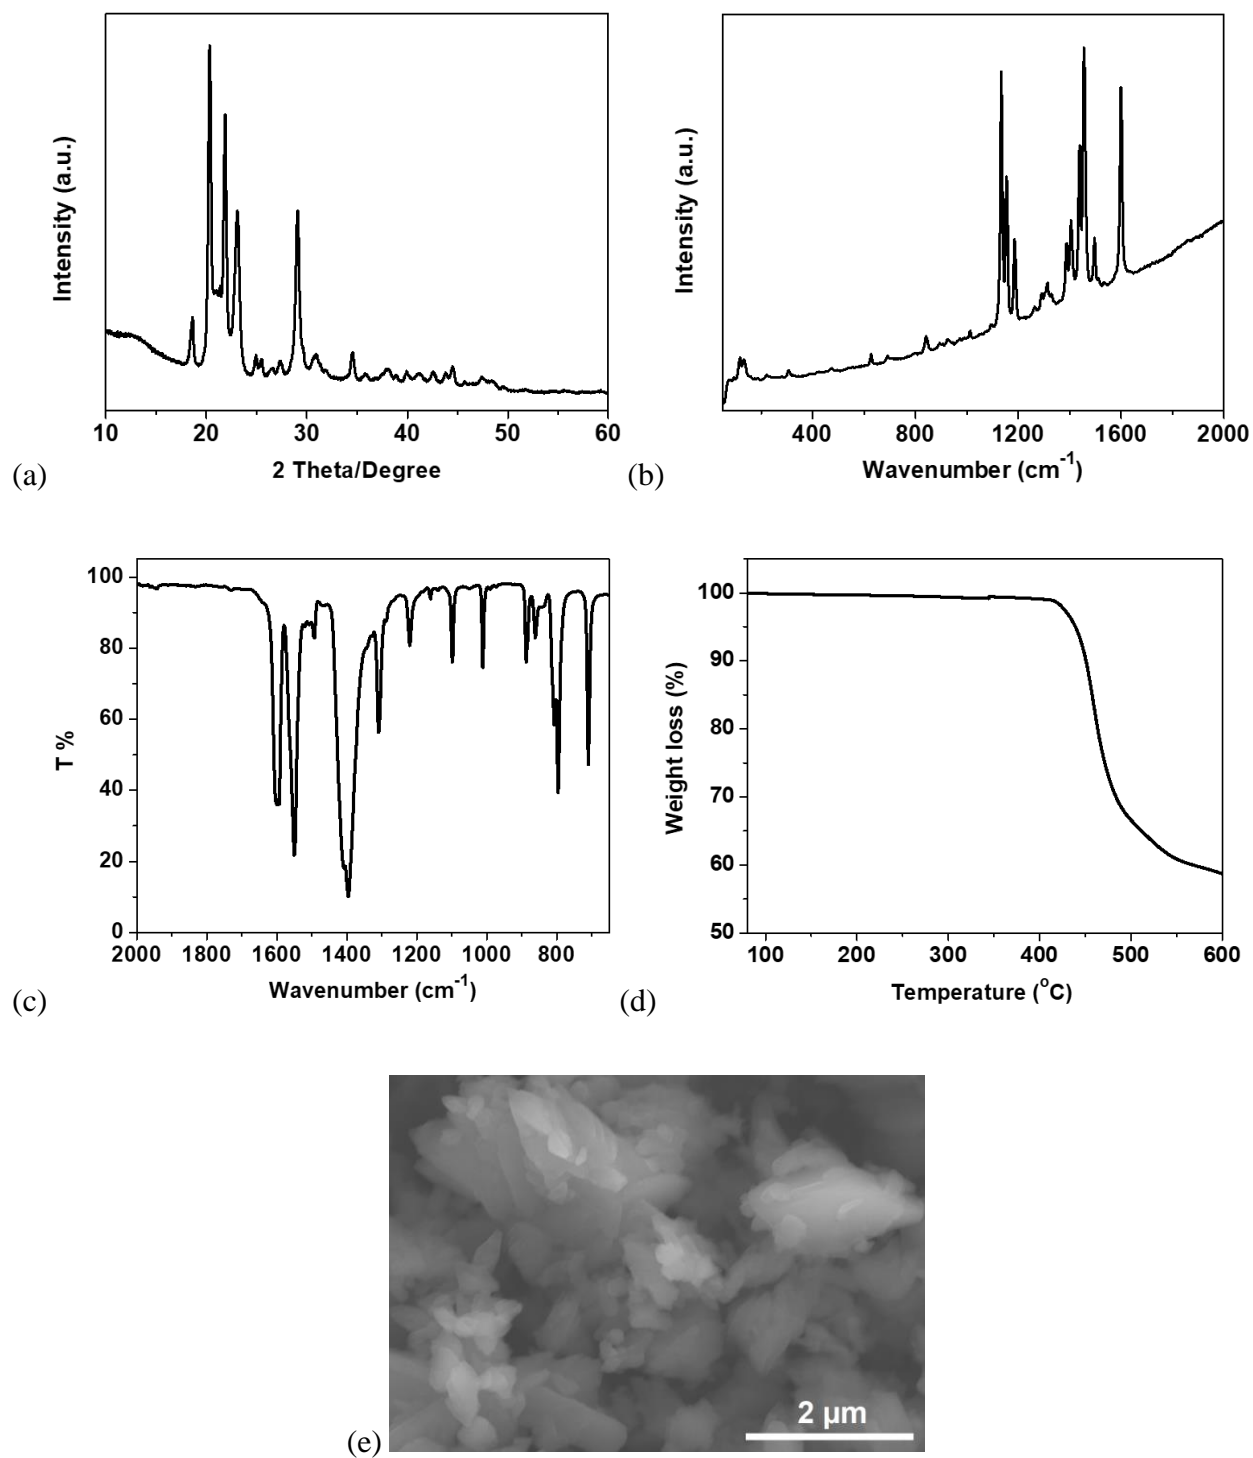 Intensity (a.u.)
10 20 30 40 50 60
2 Theta/Degree
(a)
Intensity (a.u.)
400 800 1200 1600 2000
Wavenumber (cm-1)
(b)
T %
100
80
60
40
20
0
2000 1800 1600 1400 1200 1000 800
Wavenumber (cm-1)
(c)
Weight loss (%)
100
90
80
70
60
50
100 200 300 400 500 600
Temperature (oC)
(d)
2 µm
(e)